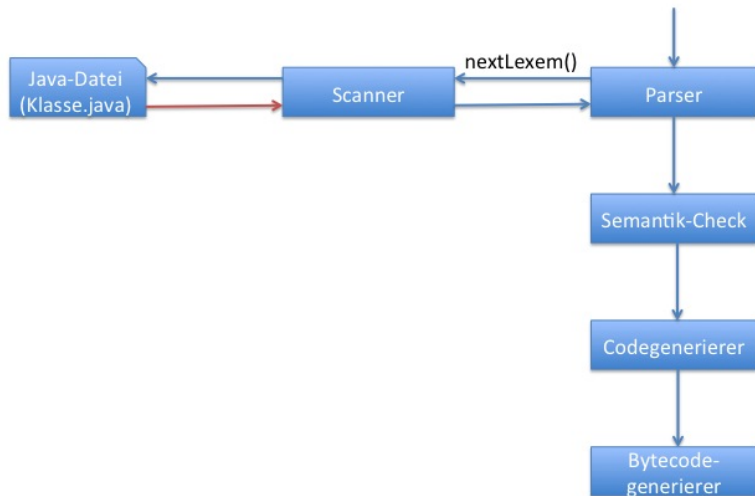 nextLexem()
Java-Datei
(Klasse.java)
Scanner
Parser
Semantik-Check
Codegenerierer
Bytecode-
generierer